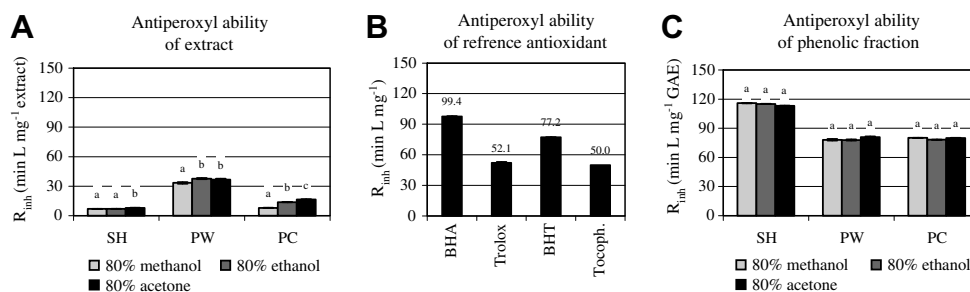 A
Antiperoxyl ability
of extract
R_inh (min L mg⁻¹ extract)
150
120
90
60
30
0
a a b
a b b
a b c
SH PW PC
80% methanol 80% ethanol
80% acetone
B
Antiperoxyl ability
of refrence antioxidant
R_inh (min L mg⁻¹)
150
120
90
60
30
0
99.4
52.1
77.2
50.0
BHA
Trolox
BHT
Tocoph.
C
Antiperoxyl ability
of phenolic fraction
R_inh (min L mg⁻¹ GAE)
150
120
90
60
30
0
a a a
a a a
a a a
SH PW PC
80% methanol 80% ethanol
80% acetone